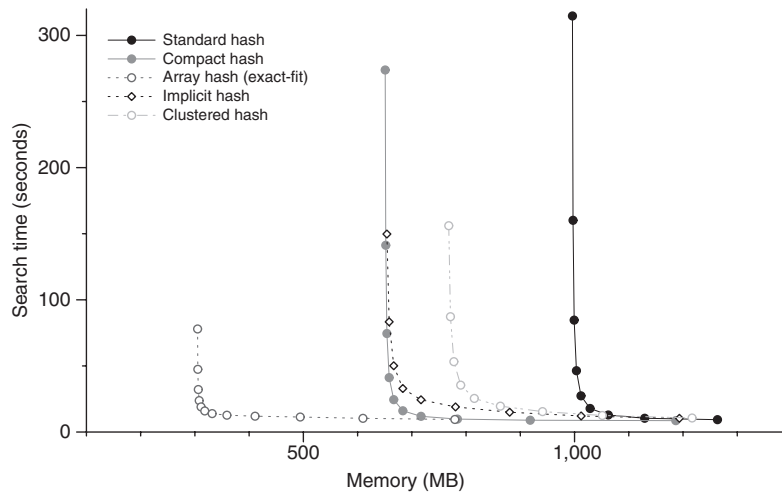 300
200
100
0
Search time (seconds)
Standard hash
Compact hash
Array hash (exact-fit)
Implicit hash
Clustered hash
500
1,000
Memory (MB)